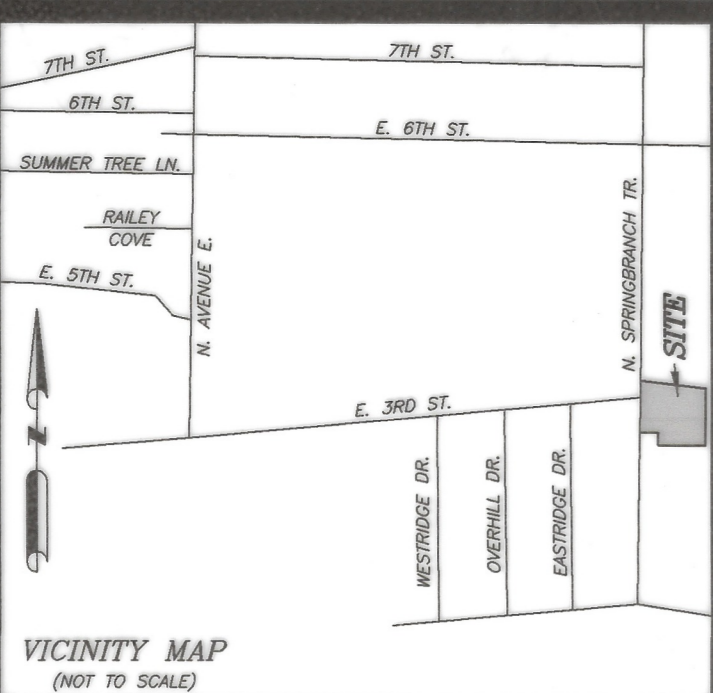 7TH ST.
7TH ST.
6TH ST.
E. 6TH ST.
SUMMER TREE LN.
RAILEY
COVE
E. 5TH ST.
N. AVENUE E.
N. SPRINGBRANCH TR.
SITE
E. 3RD ST.
WESTRIDGE DR.
OVERHILL DR.
EASTRIDGE DR.
N
VICINITY MAP
(NOT TO SCALE)